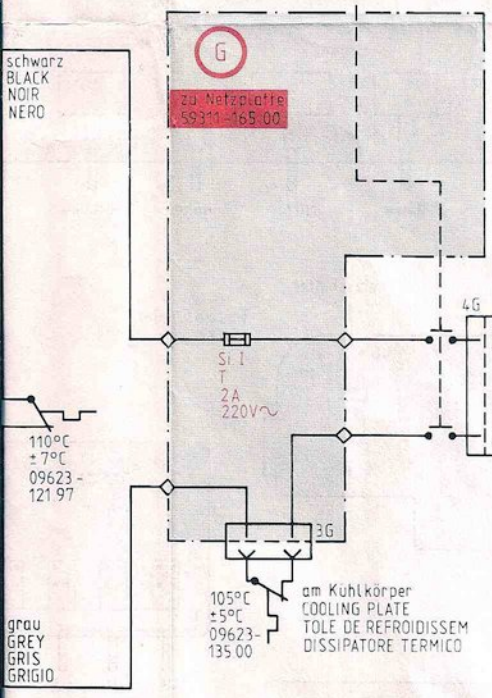 schwarz
BLACK
NOIR
NERO
G
zu Netzplatte
59311-165.00
4G
Si 1
T
2A
220V~
110°C
±7°C
09623-
121.97
3G
105°C
±5°C
09623-
135.00
am Kühlkörper
COOLING PLATE
TOLE DE REFROIDISSEM
DISSIPATORE TERMICO
grau
GREY
GRIS
GRIGIO